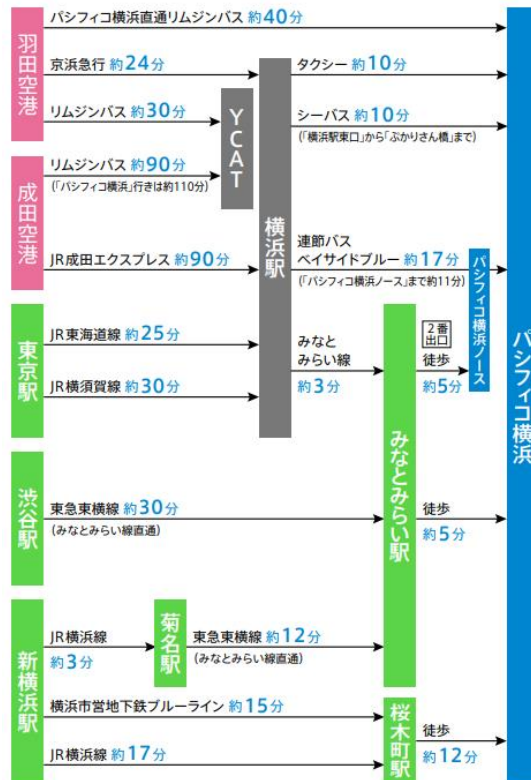 羽田空港
パシフィコ横浜直通リムジンバス 約40分
京浜急行 約24分
タクシー 約10分
リムジンバス 約30分
YCAT
シーバス 約10分
(「横浜駅東口」から「ぷかりさん橋」まで)
成田空港
リムジンバス 約90分
(「パシフィコ横浜」行きは約110分)
横浜駅
連節バス
ベイサイドブルー 約17分
(「パシフィコ横浜ノース」まで約11分)
JR成田エクスプレス 約90分
パシフィコ横浜ノース
パシフィコ横浜
東京駅
JR東海道線 約25分
JR横須賀線 約30分
みなと
みらい線
約3分
2番
出口
徒歩
約5分
みなとみらい駅
渋谷駅
東急東横線 約30分
(みなとみらい線直通)
徒歩
約5分
新横浜駅
JR横浜線
約3分
菊名駅
東急東横線 約12分
(みなとみらい線直通)
横浜市営地下鉄ブルーライン 約15分
JR横浜線 約17分
桜木町駅
徒歩
約12分